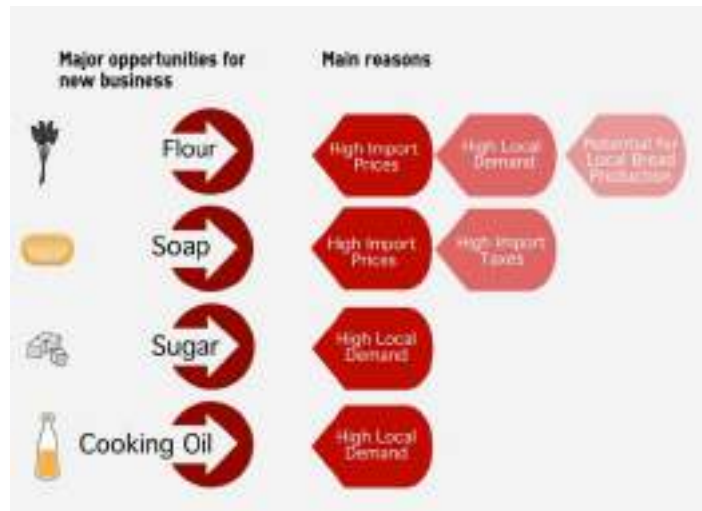 Major opportunities for
new business
Main reasons
Flour
High Import
Prices
High Local
Demand
Potential for
Local Bread
Production
Soap
High Import
Prices
High Import
Taxes
Sugar
High Local
Demand
Cooking Oil
High Local
Demand